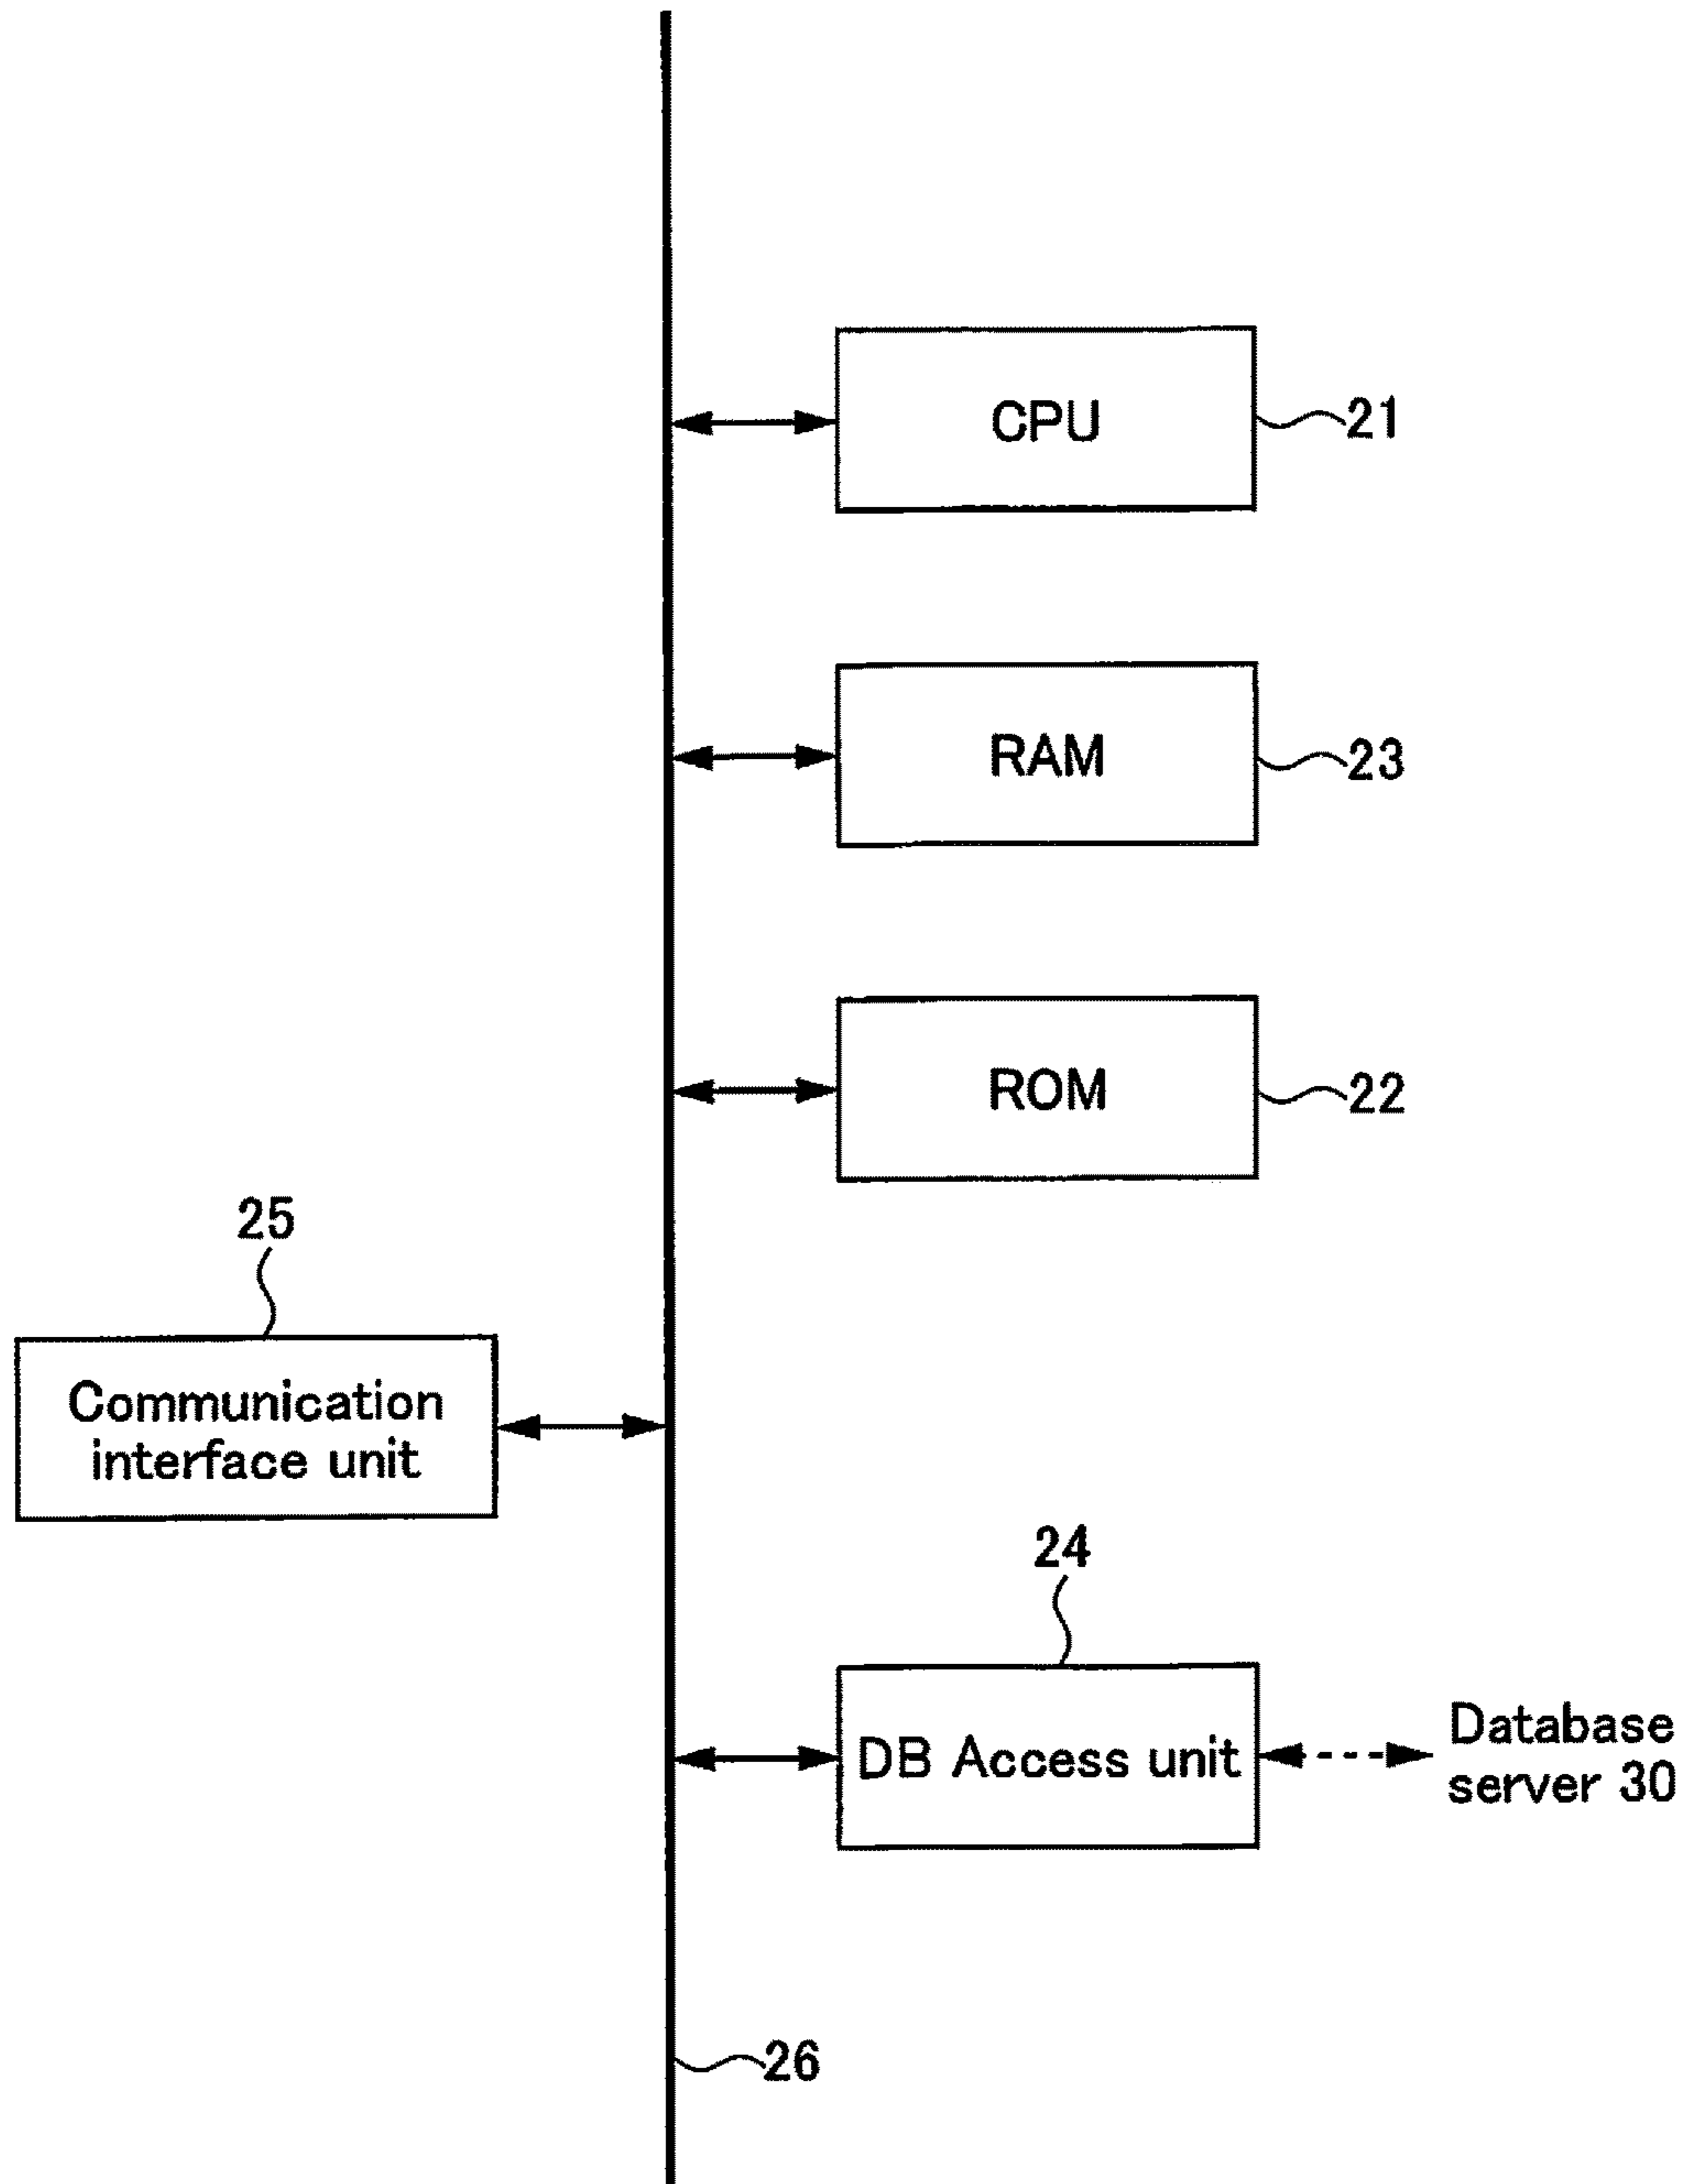 CPU
21
RAM
23
ROM
22
25
Communication
interface unit
24
DB Access unit
Database
server 30
26